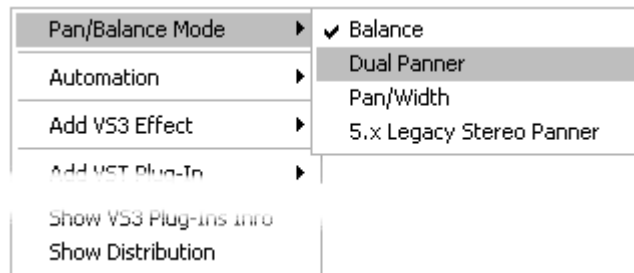 Pan/Balance Mode
Balance
Dual Panner
Pan/Width
5.x Legacy Stereo Panner
Automation
Add VS3 Effect
Add VST Plug-In
Show VS3 Plug-Ins Info
Show Distribution